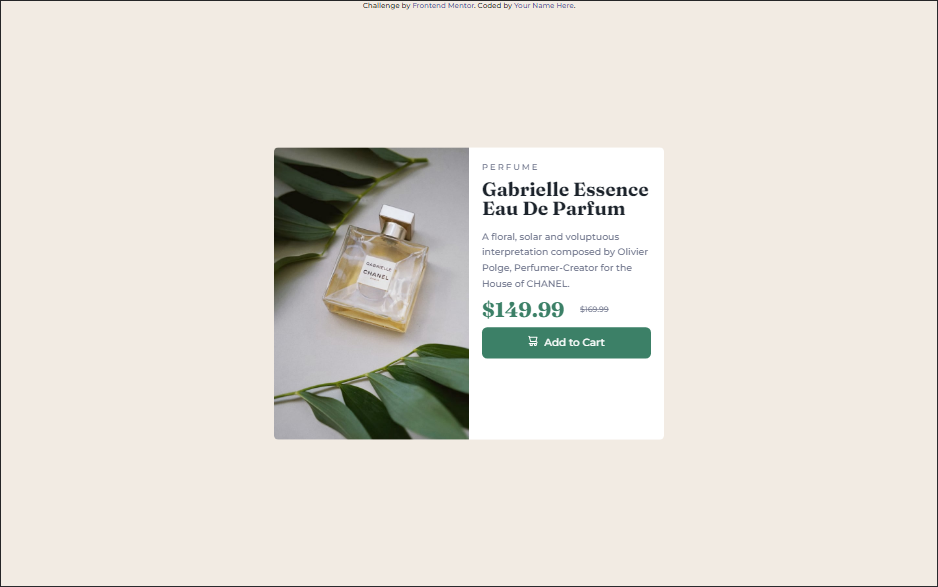 Challenge by Frontend Mentor. Coded by Your Name Here.
PERFUME
Gabrielle Essence
Eau De Parfum
A floral, solar and voluptuous
interpretation composed by Olivier
Polge, Perfumer-Creator for the
House of CHANEL.
$149.99 $169.99
Add to Cart
GABRIELLE
CHANEL